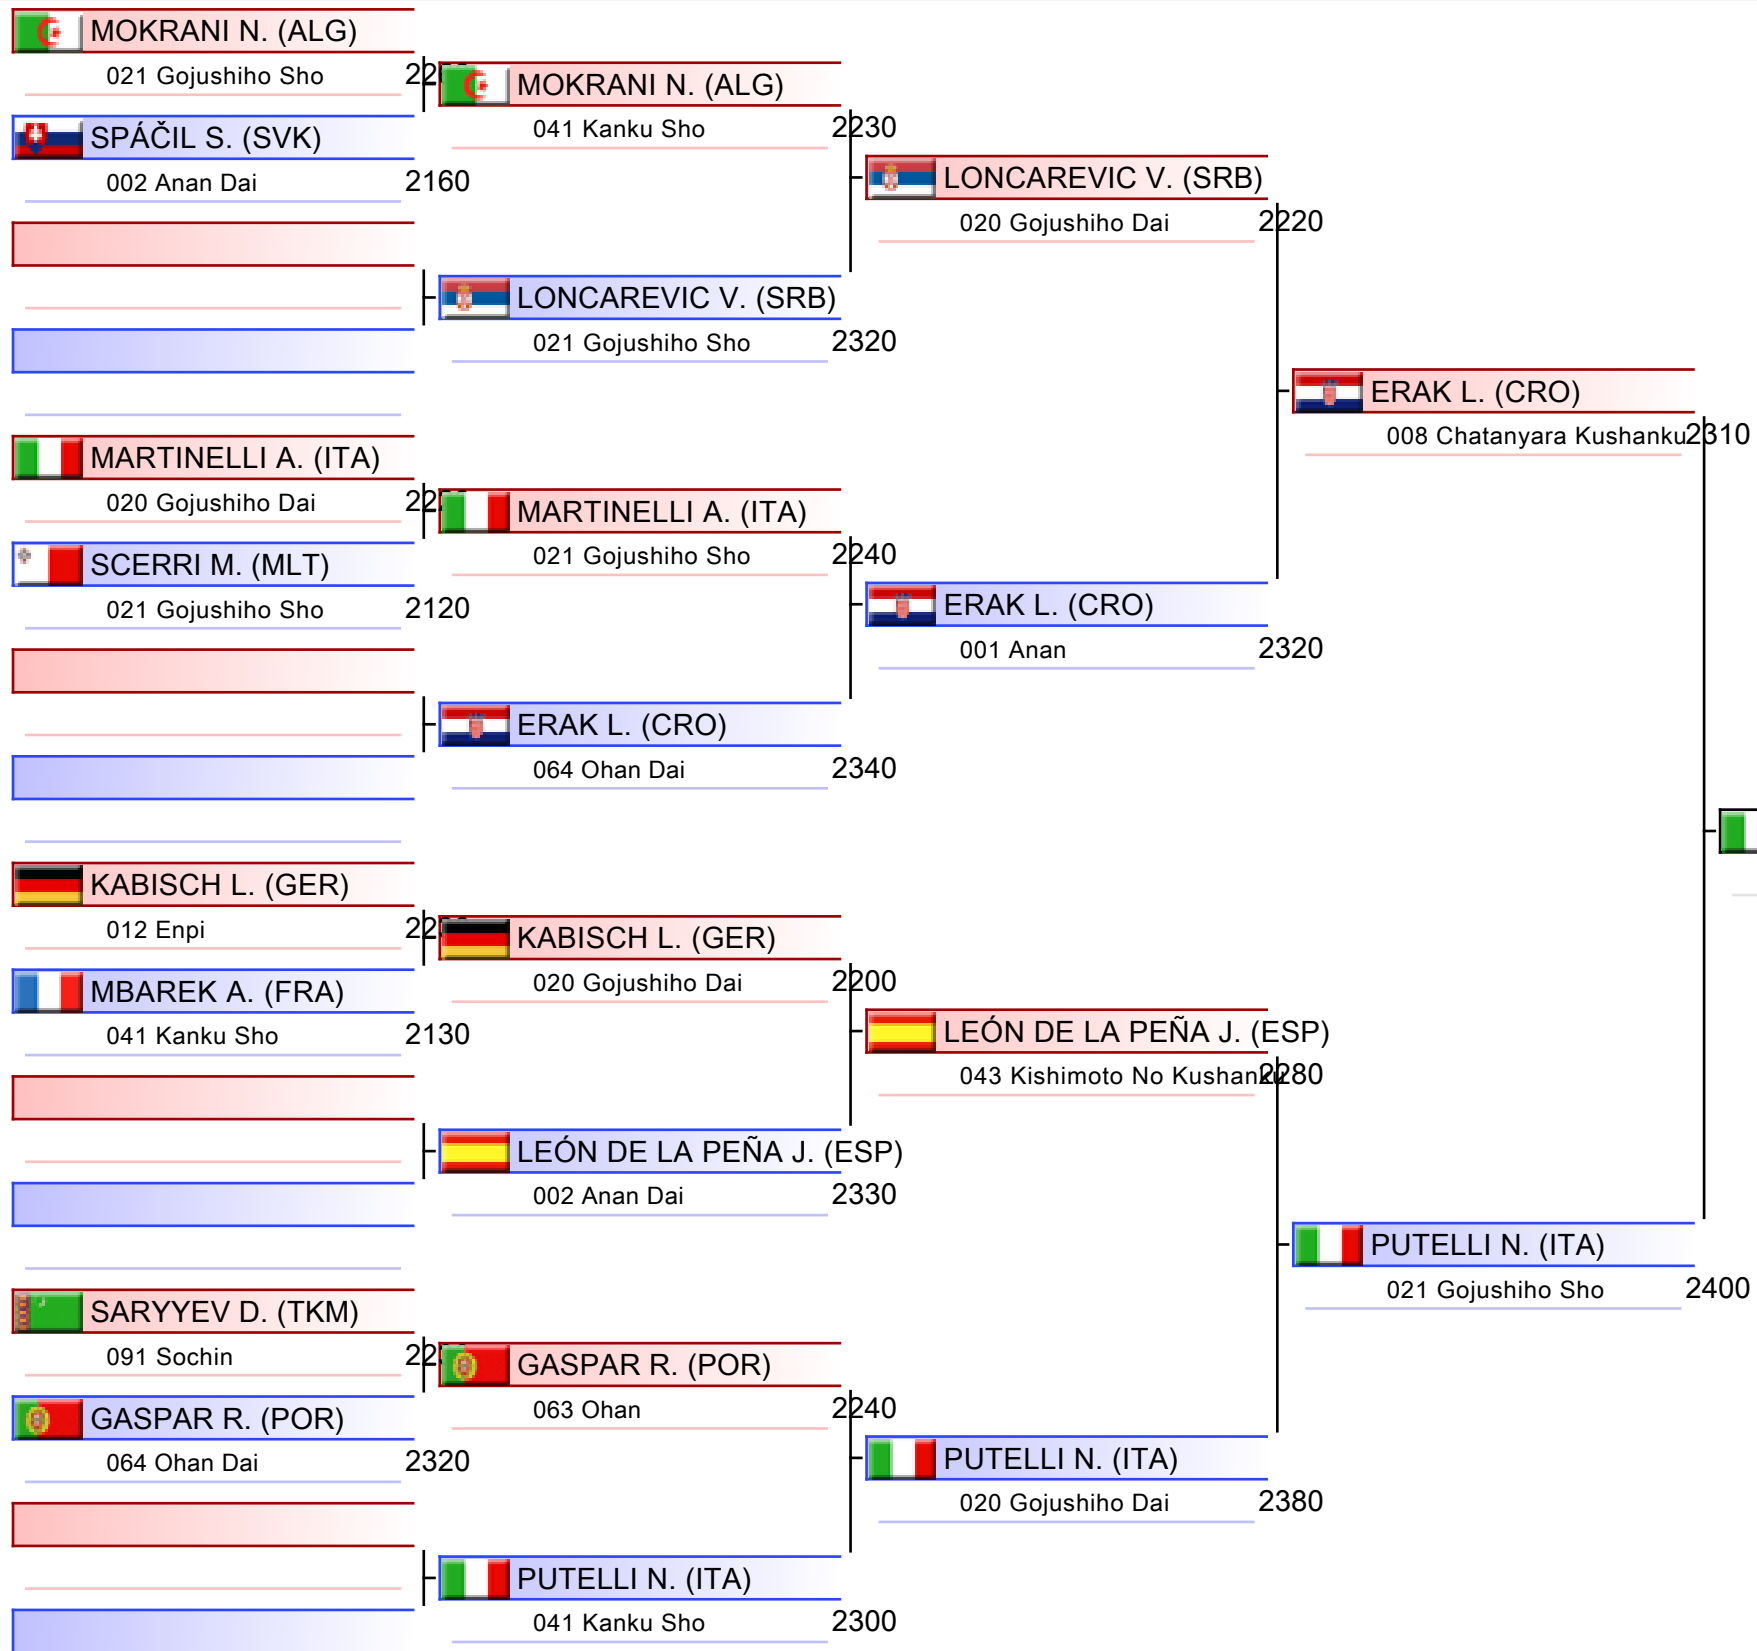 MOKRANI N. (ALG)
021 Gojushiho Sho
SPÁČIL S. (SVK)
002 Anan Dai 2160
MARTINELLI A. (ITA)
020 Gojushiho Dai
SCERRI M. (MLT)
021 Gojushiho Sho 2120
KABISCH L. (GER)
012 Enpi
MBAREK A. (FRA)
041 Kanku Sho 2130
SARYYEV D. (TKM)
091 Sochin
GASPAR R. (POR)
064 Ohan Dai 2320
MOKRANI N. (ALG)
041 Kanku Sho 2230
LONCAREVIC V. (SRB)
021 Gojushiho Sho 2320
MARTINELLI A. (ITA)
021 Gojushiho Sho 2240
ERAK L. (CRO)
064 Ohan Dai 2340
KABISCH L. (GER)
020 Gojushiho Dai 2200
LEÓN DE LA PEÑA J. (ESP)
002 Anan Dai 2330
GASPAR R. (POR)
063 Ohan 2240
PUTELLI N. (ITA)
041 Kanku Sho 2300
LONCAREVIC V. (SRB)
020 Gojushiho Dai 2220
ERAK L. (CRO)
001 Anan 2320
LEÓN DE LA PEÑA J. (ESP)
043 Kishimoto No Kushanku 2280
PUTELLI N. (ITA)
020 Gojushiho Dai 2380
ERAK L. (CRO)
008 Chatanyara Kushanku 2310
PUTELLI N. (ITA)
021 Gojushiho Sho 2400